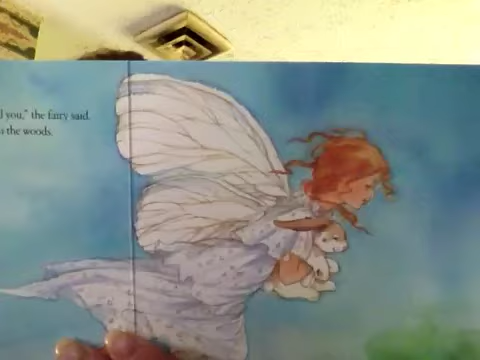 you," the fairy said.
the woods.